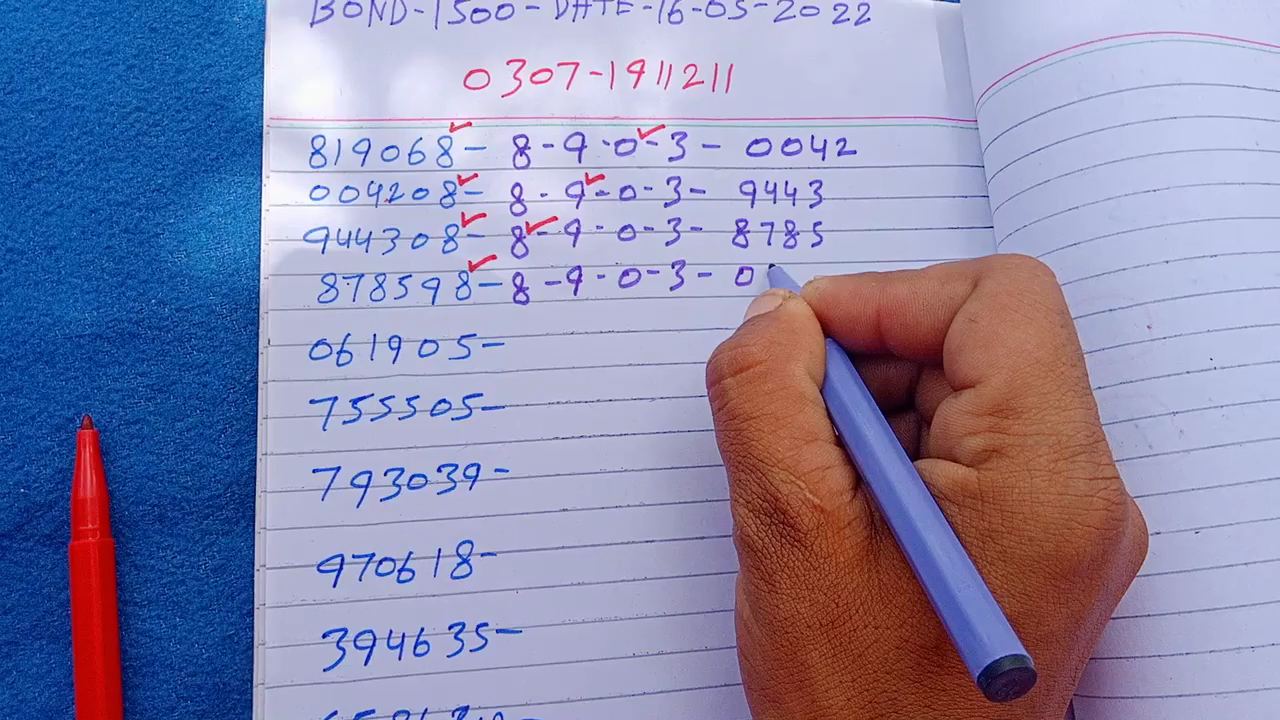 BOND-1500-DATE-16-05-2022
0307-1911211
819068- 8-9-0-3- 0042
004208- 8-9-0-3- 9443
944308- 8-9-0-3- 8785
878598- 8-9-0-3- 0
061905-
755505-
793039-
970618-
394635-